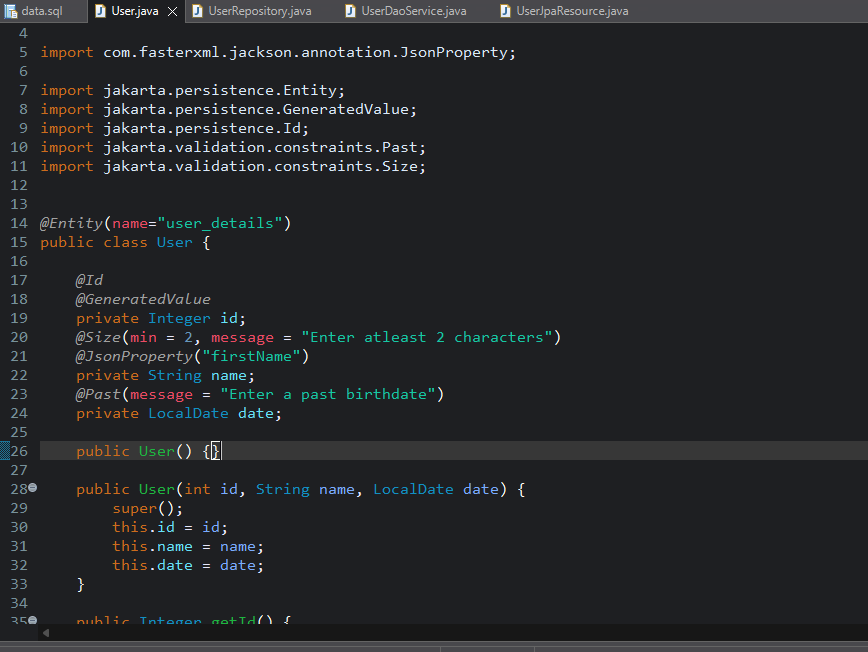 data.sql User.java UserRepository.java UserDaoService.java UserJpaResource.java
4
5 import com.fasterxml.jackson.annotation.JsonProperty;
6
7 import jakarta.persistence.Entity;
8 import jakarta.persistence.GeneratedValue;
9 import jakarta.persistence.Id;
10 import jakarta.validation.constraints.Past;
11 import jakarta.validation.constraints.Size;
12
13
14 @Entity(name="user_details")
15 public class User {
16
17 @Id
18 @GeneratedValue
19 private Integer id;
20 @Size(min = 2, message = "Enter atleast 2 characters")
21 @JsonProperty("firstName")
22 private String name;
23 @Past(message = "Enter a past birthdate")
24 private LocalDate date;
25
26 public User() {}
27
28 public User(int id, String name, LocalDate date) {
29 super();
30 this.id = id;
31 this.name = name;
32 this.date = date;
33 }
34
35 public Integer getId() {